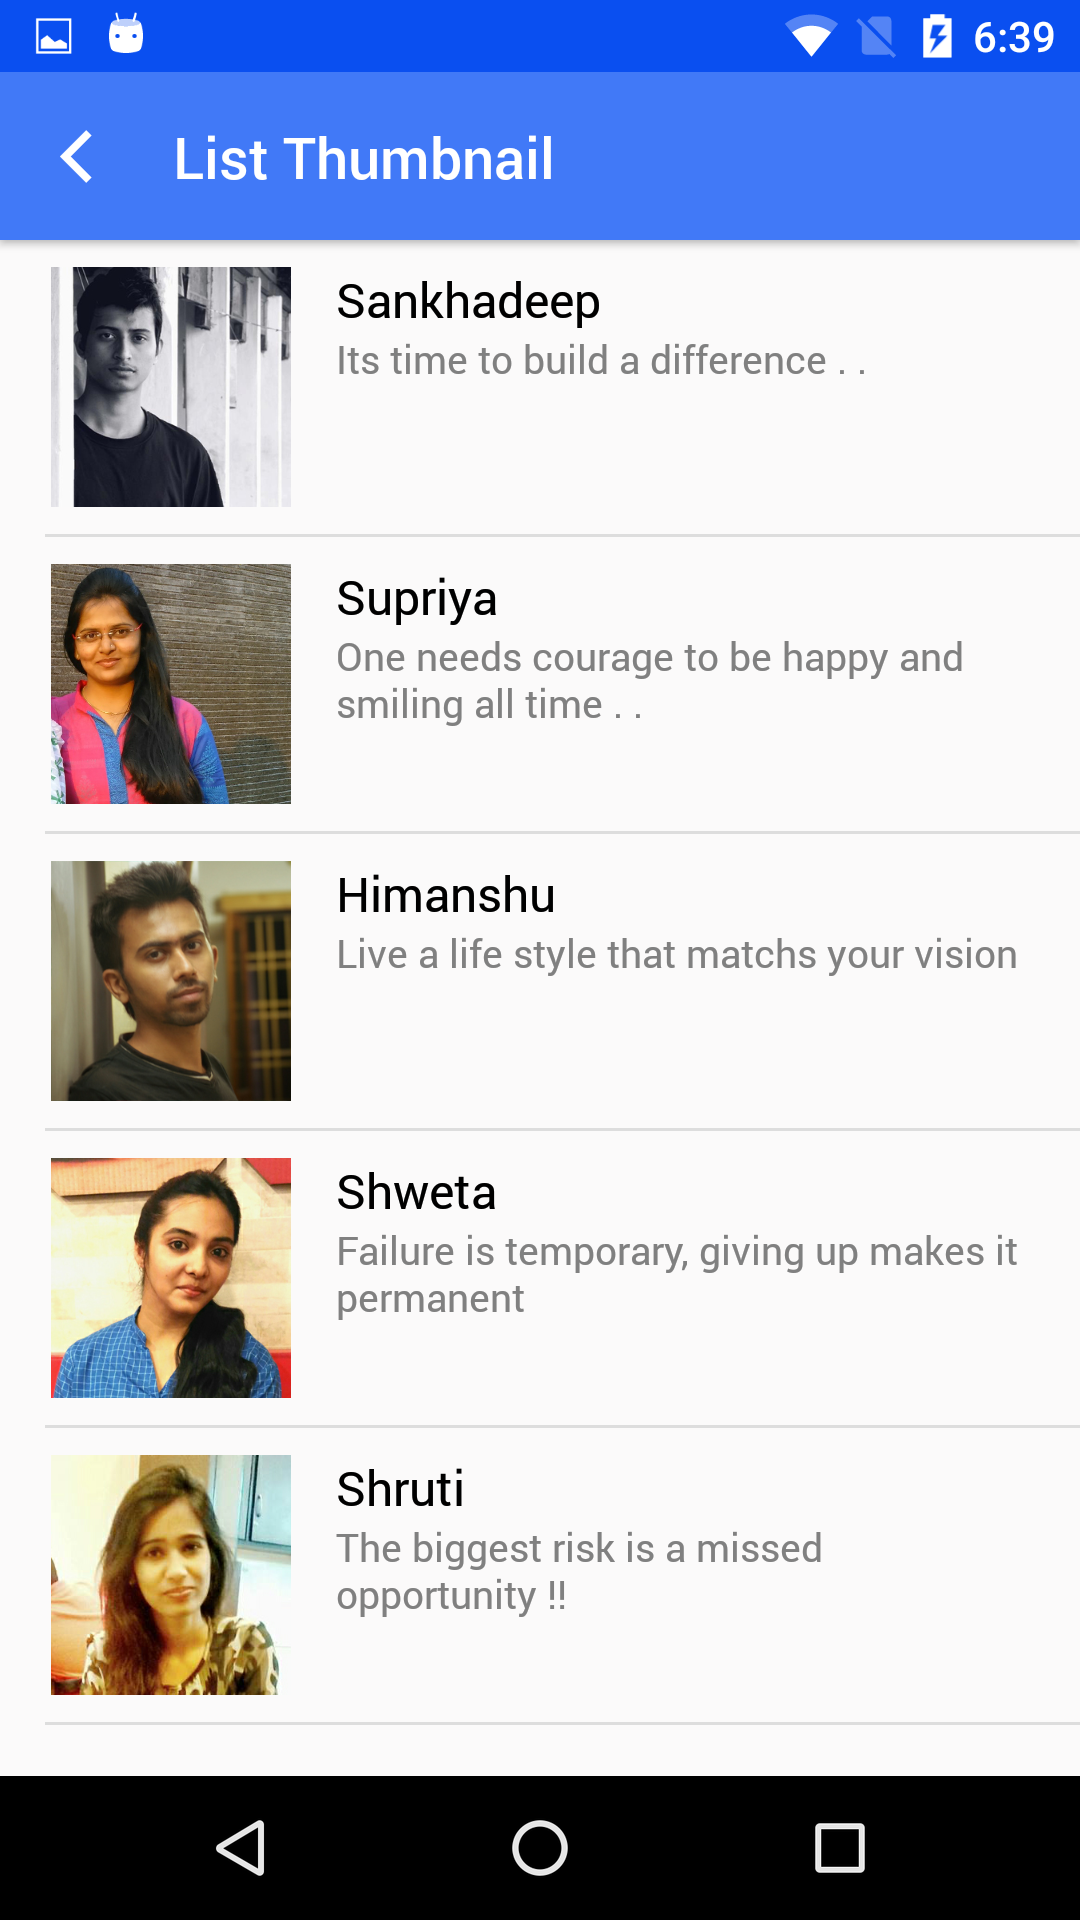 6:39
List Thumbnail
Sankhadeep
Its time to build a difference . .
Supriya
One needs courage to be happy and
smiling all time . .
Himanshu
Live a life style that matchs your vision
Shweta
Failure is temporary, giving up makes it
permanent
Shruti
The biggest risk is a missed
opportunity !!